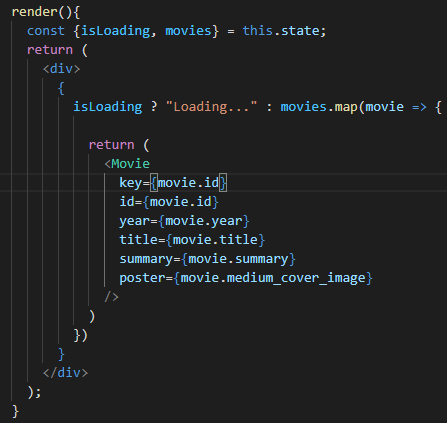 render(){
  const {isLoading, movies} = this.state;
  return (
    <div>
      {
        isLoading ? "Loading..." : movies.map(movie => {
          return (
            <Movie
              key={movie.id}
              id={movie.id}
              year={movie.year}
              title={movie.title}
              summary={movie.summary}
              poster={movie.medium_cover_image}
            />
          )
        })
      }
    </div>
  );
}